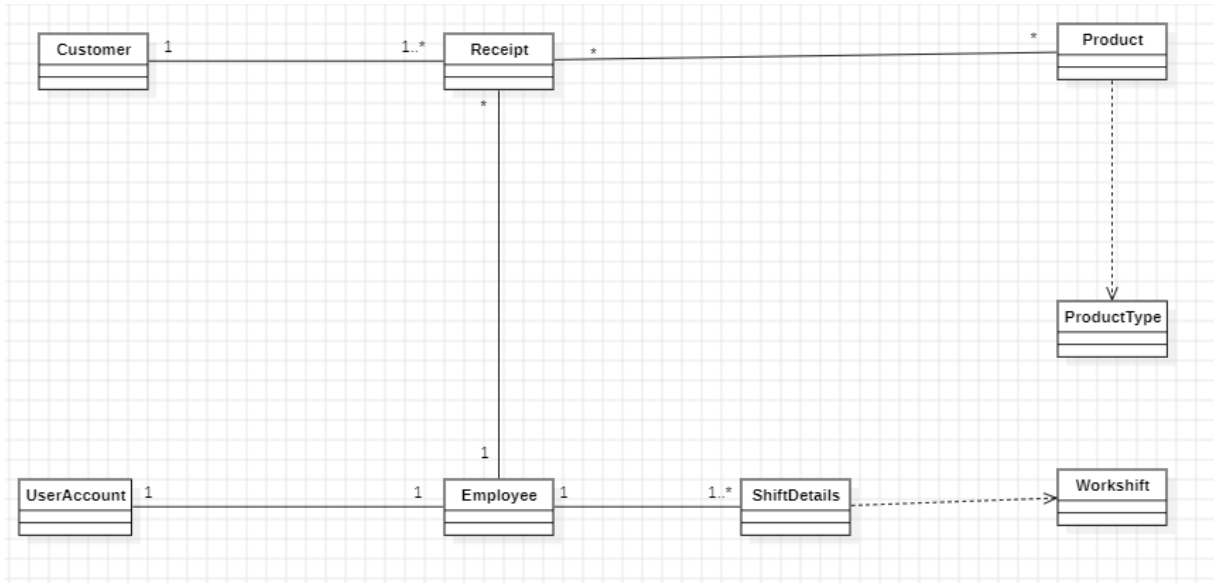 Customer
1
1..*
Receipt
*
*
Product
*
ProductType
1
UserAccount
1
1
Employee
1
1..*
ShiftDetails
Workshift